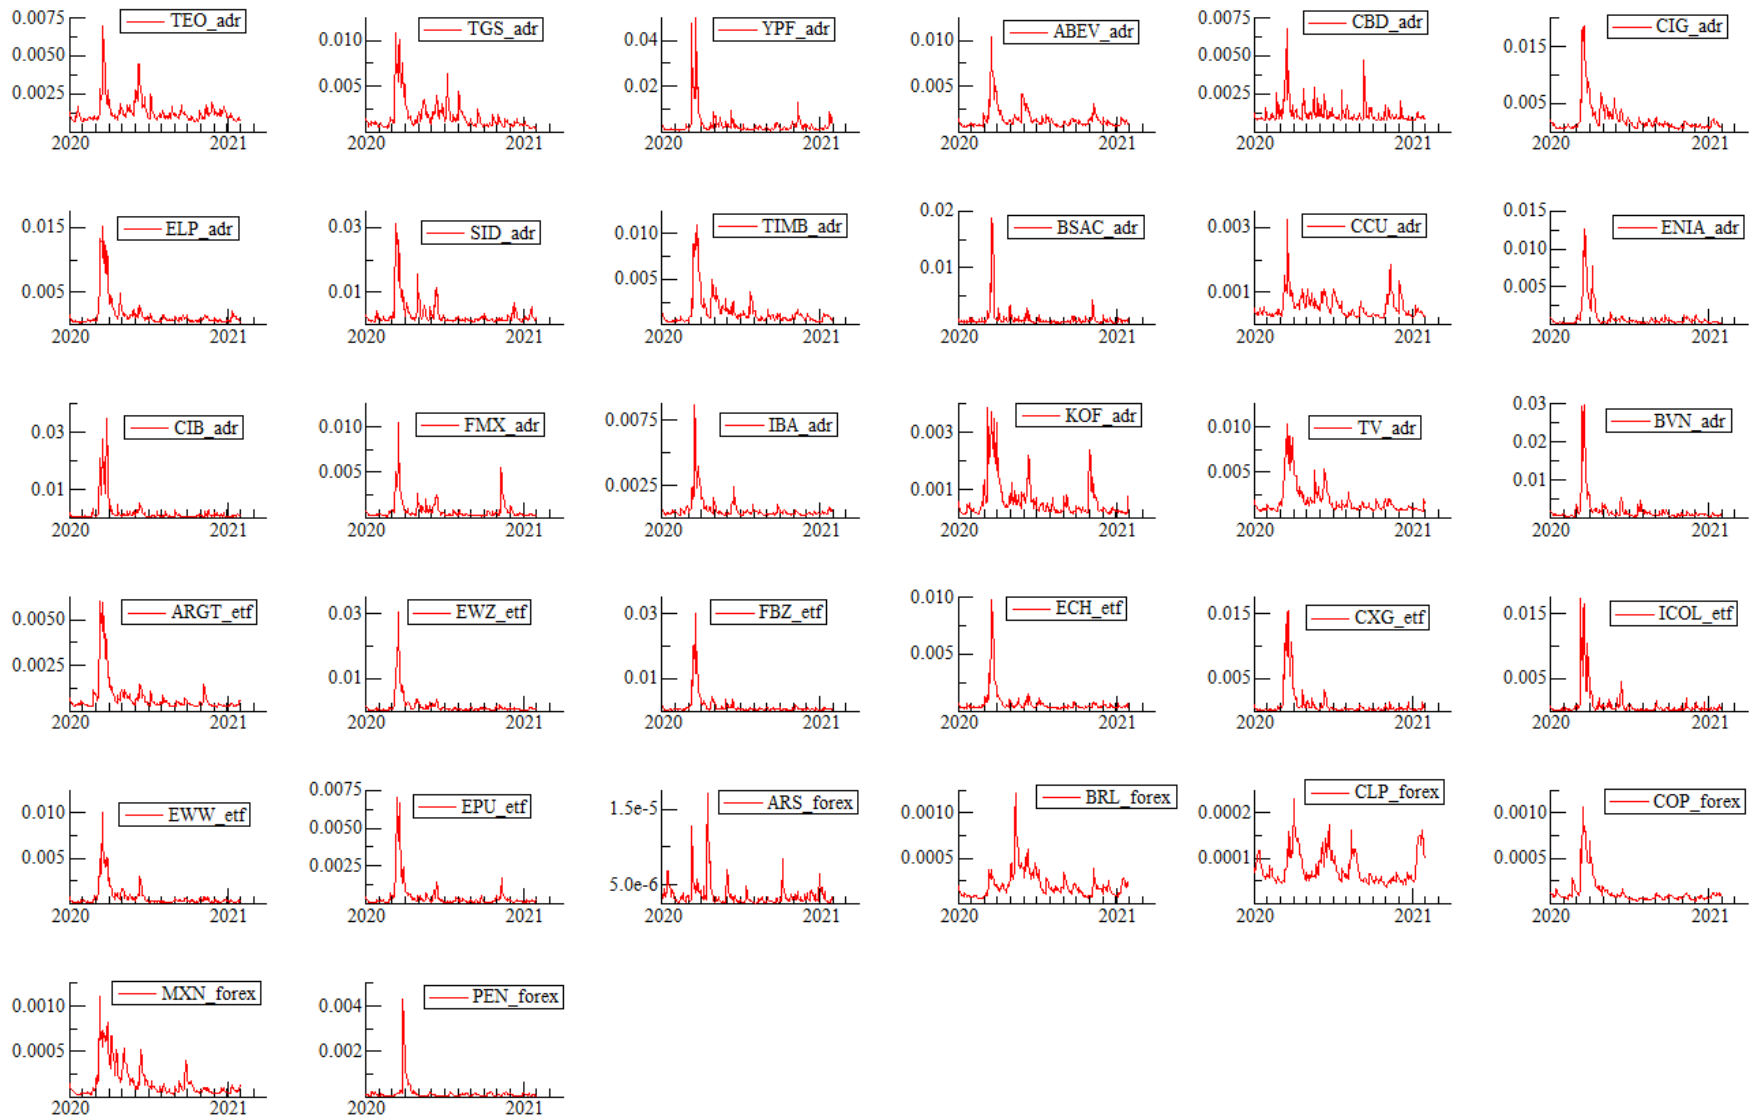 0.0075 TEO_adr
0.0050
0.0025
2020 2021
TGS_adr
0.010
0.005
2020 2021
YPF_adr
0.04
0.02
2020 2021
ABEV_adr
0.010
0.005
2020 2021
0.0075 CBD_adr
0.0050
0.0025
2020 2021
CIG_adr
0.015
0.005
2020 2021
ELP_adr
0.015
0.005
2020 2021
SID_adr
0.03
0.01
2020 2021
TIMB_adr
0.010
0.005
2020 2021
0.02
BSAC_adr
0.01
2020 2021
CCU_adr
0.003
0.001
2020 2021
0.015
ENIA_adr
0.010
0.005
2020 2021
CIB_adr
0.03
0.01
2020 2021
FMX_adr
0.010
0.005
2020 2021
IBA_adr
0.0075
0.0025
2020 2021
KOF_adr
0.003
0.001
2020 2021
TV_adr
0.010
0.005
2020 2021
0.03
BVN_adr
0.02
0.01
2020 2021
ARGT_etf
0.0050
0.0025
2020 2021
EWZ_etf
0.03
0.01
2020 2021
FBZ_etf
0.03
0.01
2020 2021
0.010
ECH_etf
0.005
2020 2021
CXG_etf
0.015
0.005
2020 2021
ICOL_etf
0.015
0.005
2020 2021
EWW_etf
0.010
0.005
2020 2021
0.0075
EPU_etf
0.0050
0.0025
2020 2021
ARS_forex
1.5e-5
5.0e-6
2020 2021
BRL_forex
0.0010
0.0005
2020 2021
CLP_forex
0.0002
0.0001
2020 2021
COP_forex
0.0010
0.0005
2020 2021
MXN_forex
0.0010
0.0005
2020 2021
PEN_forex
0.004
0.002
2020 2021